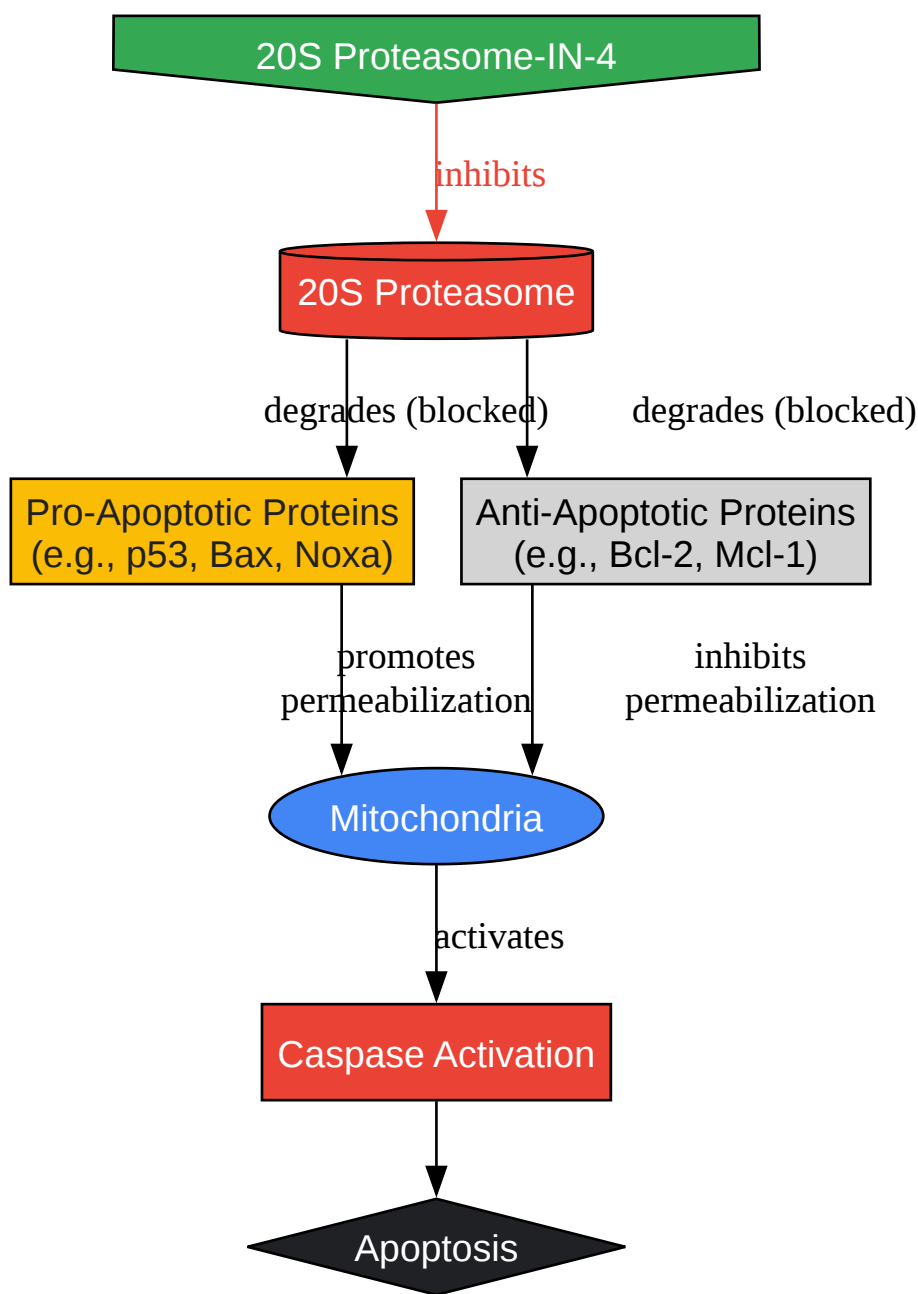 20S Proteasome-IN-4
inhibits
20S Proteasome
degrades (blocked)
degrades (blocked)
Pro-Apoptotic Proteins
(e.g., p53, Bax, Noxa)
Anti-Apoptotic Proteins
(e.g., Bcl-2, Mcl-1)
promotes
permeabilization
inhibits
permeabilization
Mitochondria
activates
Caspase Activation
Apoptosis